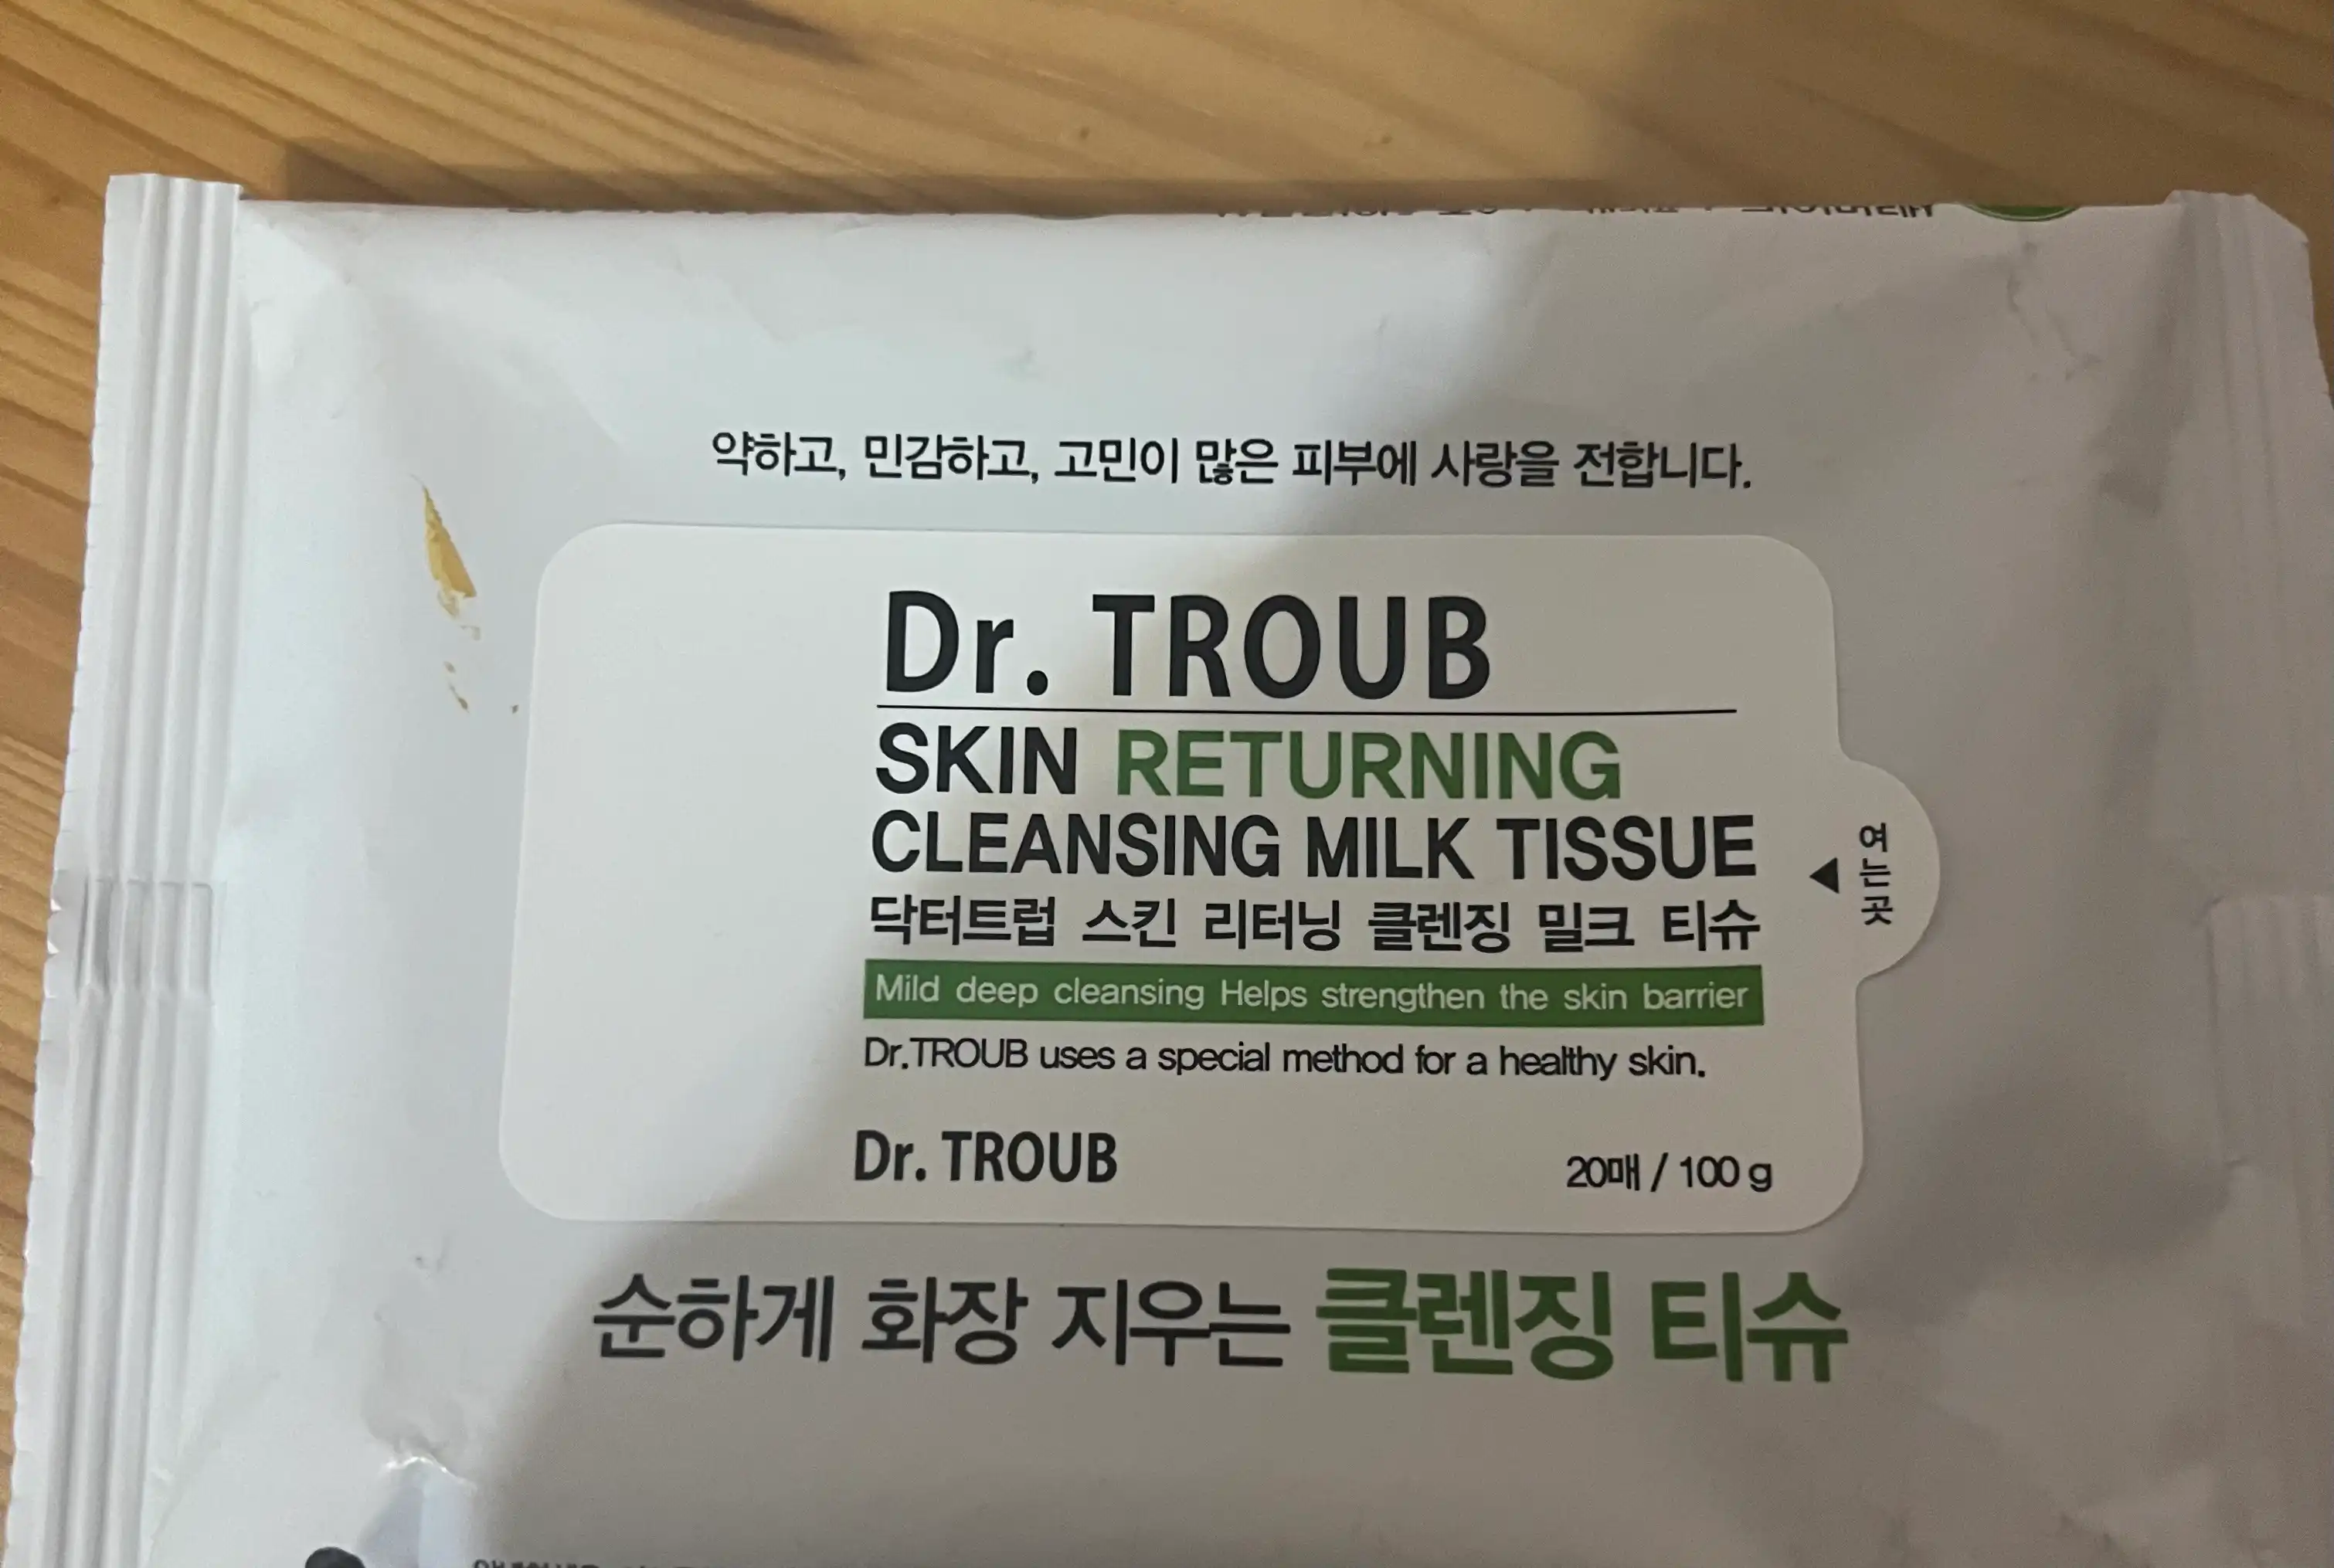 약하고, 민감하고, 고민이 많은 피부에 사랑을 전합니다.
Dr. TROUB
SKIN RETURNING
CLEANSING MILK TISSUE
닥터트럽 스킨 리터닝 클렌징 밀크 티슈
Mild deep cleansing Helps strengthen the skin barrier
Dr.TROUB uses a special method for a healthy skin.
Dr. TROUB
20매 / 100 g
여는곳
순하게 화장 지우는 클렌징 티슈